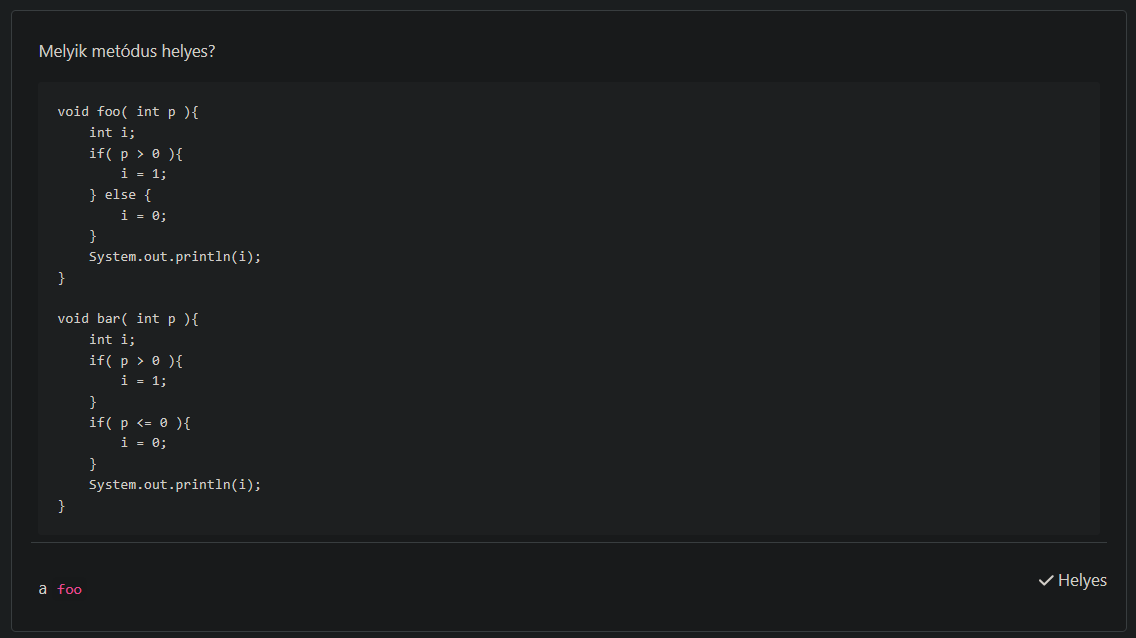 Melyik metódus helyes?
void foo( int p ){
    int i;
    if( p > 0 ){
        i = 1;
    } else {
        i = 0;
    }
    System.out.println(i);
}
void bar( int p ){
    int i;
    if( p > 0 ){
        i = 1;
    }
    if( p <= 0 ){
        i = 0;
    }
    System.out.println(i);
}
a foo
Helyes